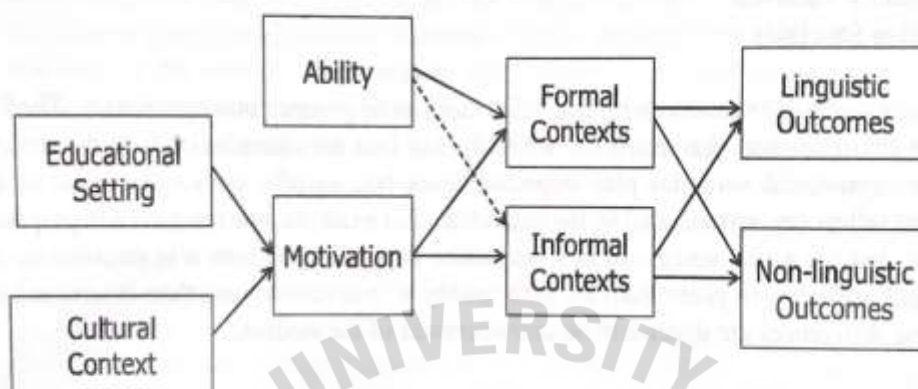 Ability
Formal
Contexts
Linguistic
Outcomes
Educational
Setting
Motivation
Informal
Contexts
Non-linguistic
Outcomes
Cultural
Context
UNIVERSITY